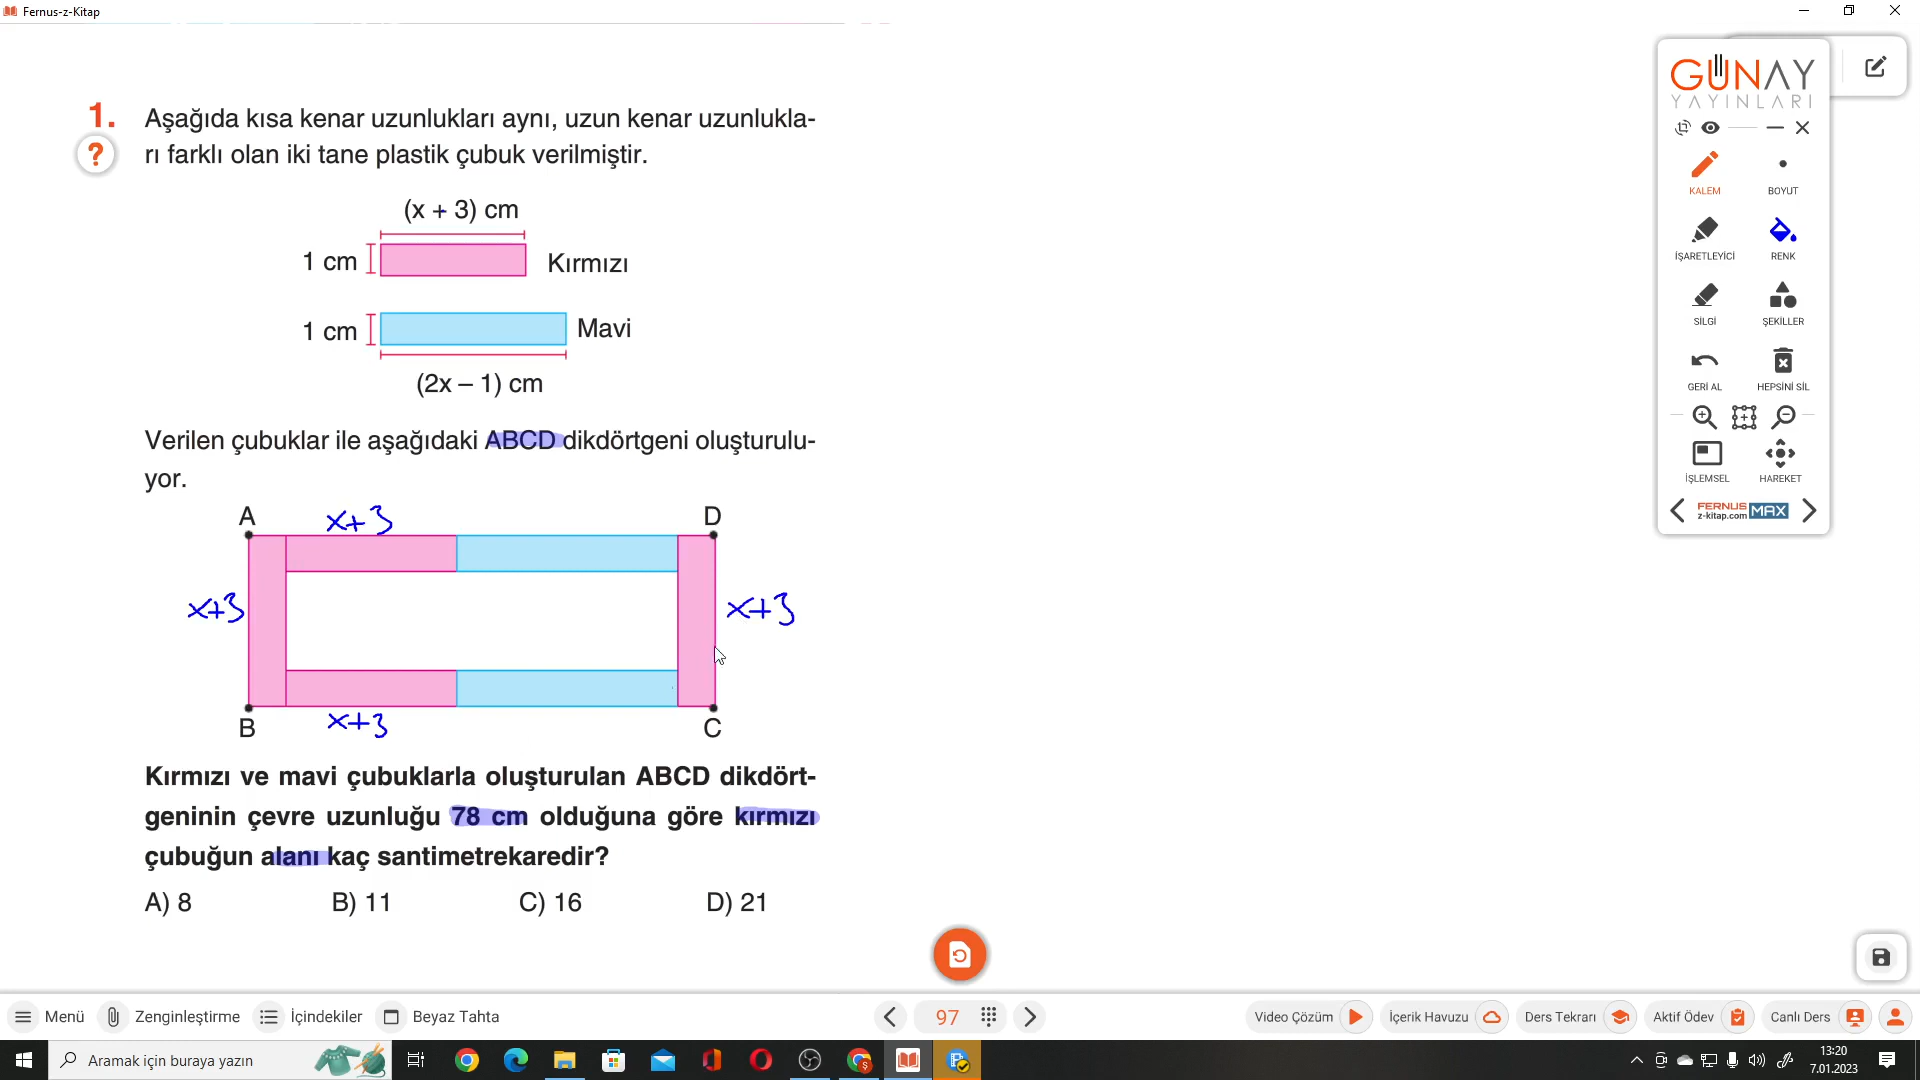 Fernus-z-Kitap
1. Aşağıda kısa kenar uzunlukları aynı, uzun kenar uzunlukla-
? rı farklı olan iki tane plastik çubuk verilmiştir.
(x + 3) cm
1 cm Kırmızı
1 cm Mavi
(2x – 1) cm
Verilen çubuklar ile aşağıdaki ABCD dikdörtgeni oluşturulu-
yor.
A x+3 D
x+3 x+3
B x+3 C
Kırmızı ve mavi çubuklarla oluşturulan ABCD dikdört-
geninin çevre uzunluğu 78 cm olduğuna göre kırmızı
çubuğun alanı kaç santimetrekaredir?
A) 8 B) 11 C) 16 D) 21
GÜNAY
YAYINLARI
KALEM BOYUT
İŞARETLEYİCİ RENK
SİLGİ ŞEKİLLER
GERİ AL HEPSİNİ SİL
İŞLEMSEL HAREKET
FERNUS
z-kitap.com MAX
Menü Zenginleştirme İçindekiler Beyaz Tahta 97 Video Çözüm İçerik Havuzu Ders Tekrarı Aktif Ödev Canlı Ders
Aramak için buraya yazın
13:20
7.01.2023